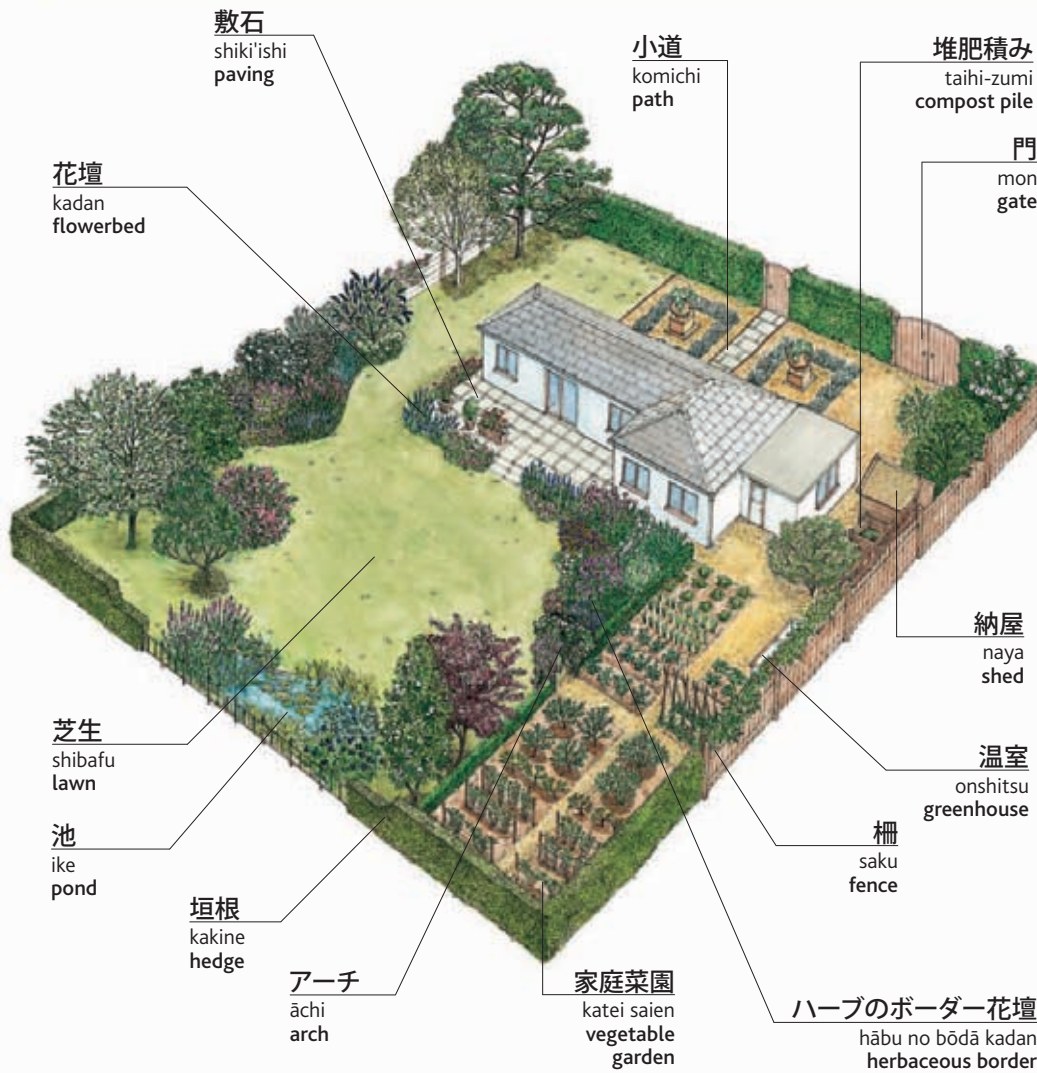 敷石
shiki'ishi
paving
小道
komichi
path
堆肥積み
taihi-zumi
compost pile
門
mon
gate
花壇
kadan
flowerbed
納屋
naya
shed
芝生
shibafu
lawn
温室
onshitsu
greenhouse
池
ike
pond
柵
saku
fence
垣根
kakine
hedge
アーチ
āchi
arch
家庭菜園
katei saien
vegetable
garden
ハーブのボーダー花壇
hābu no bōdā kadan
herbaceous border